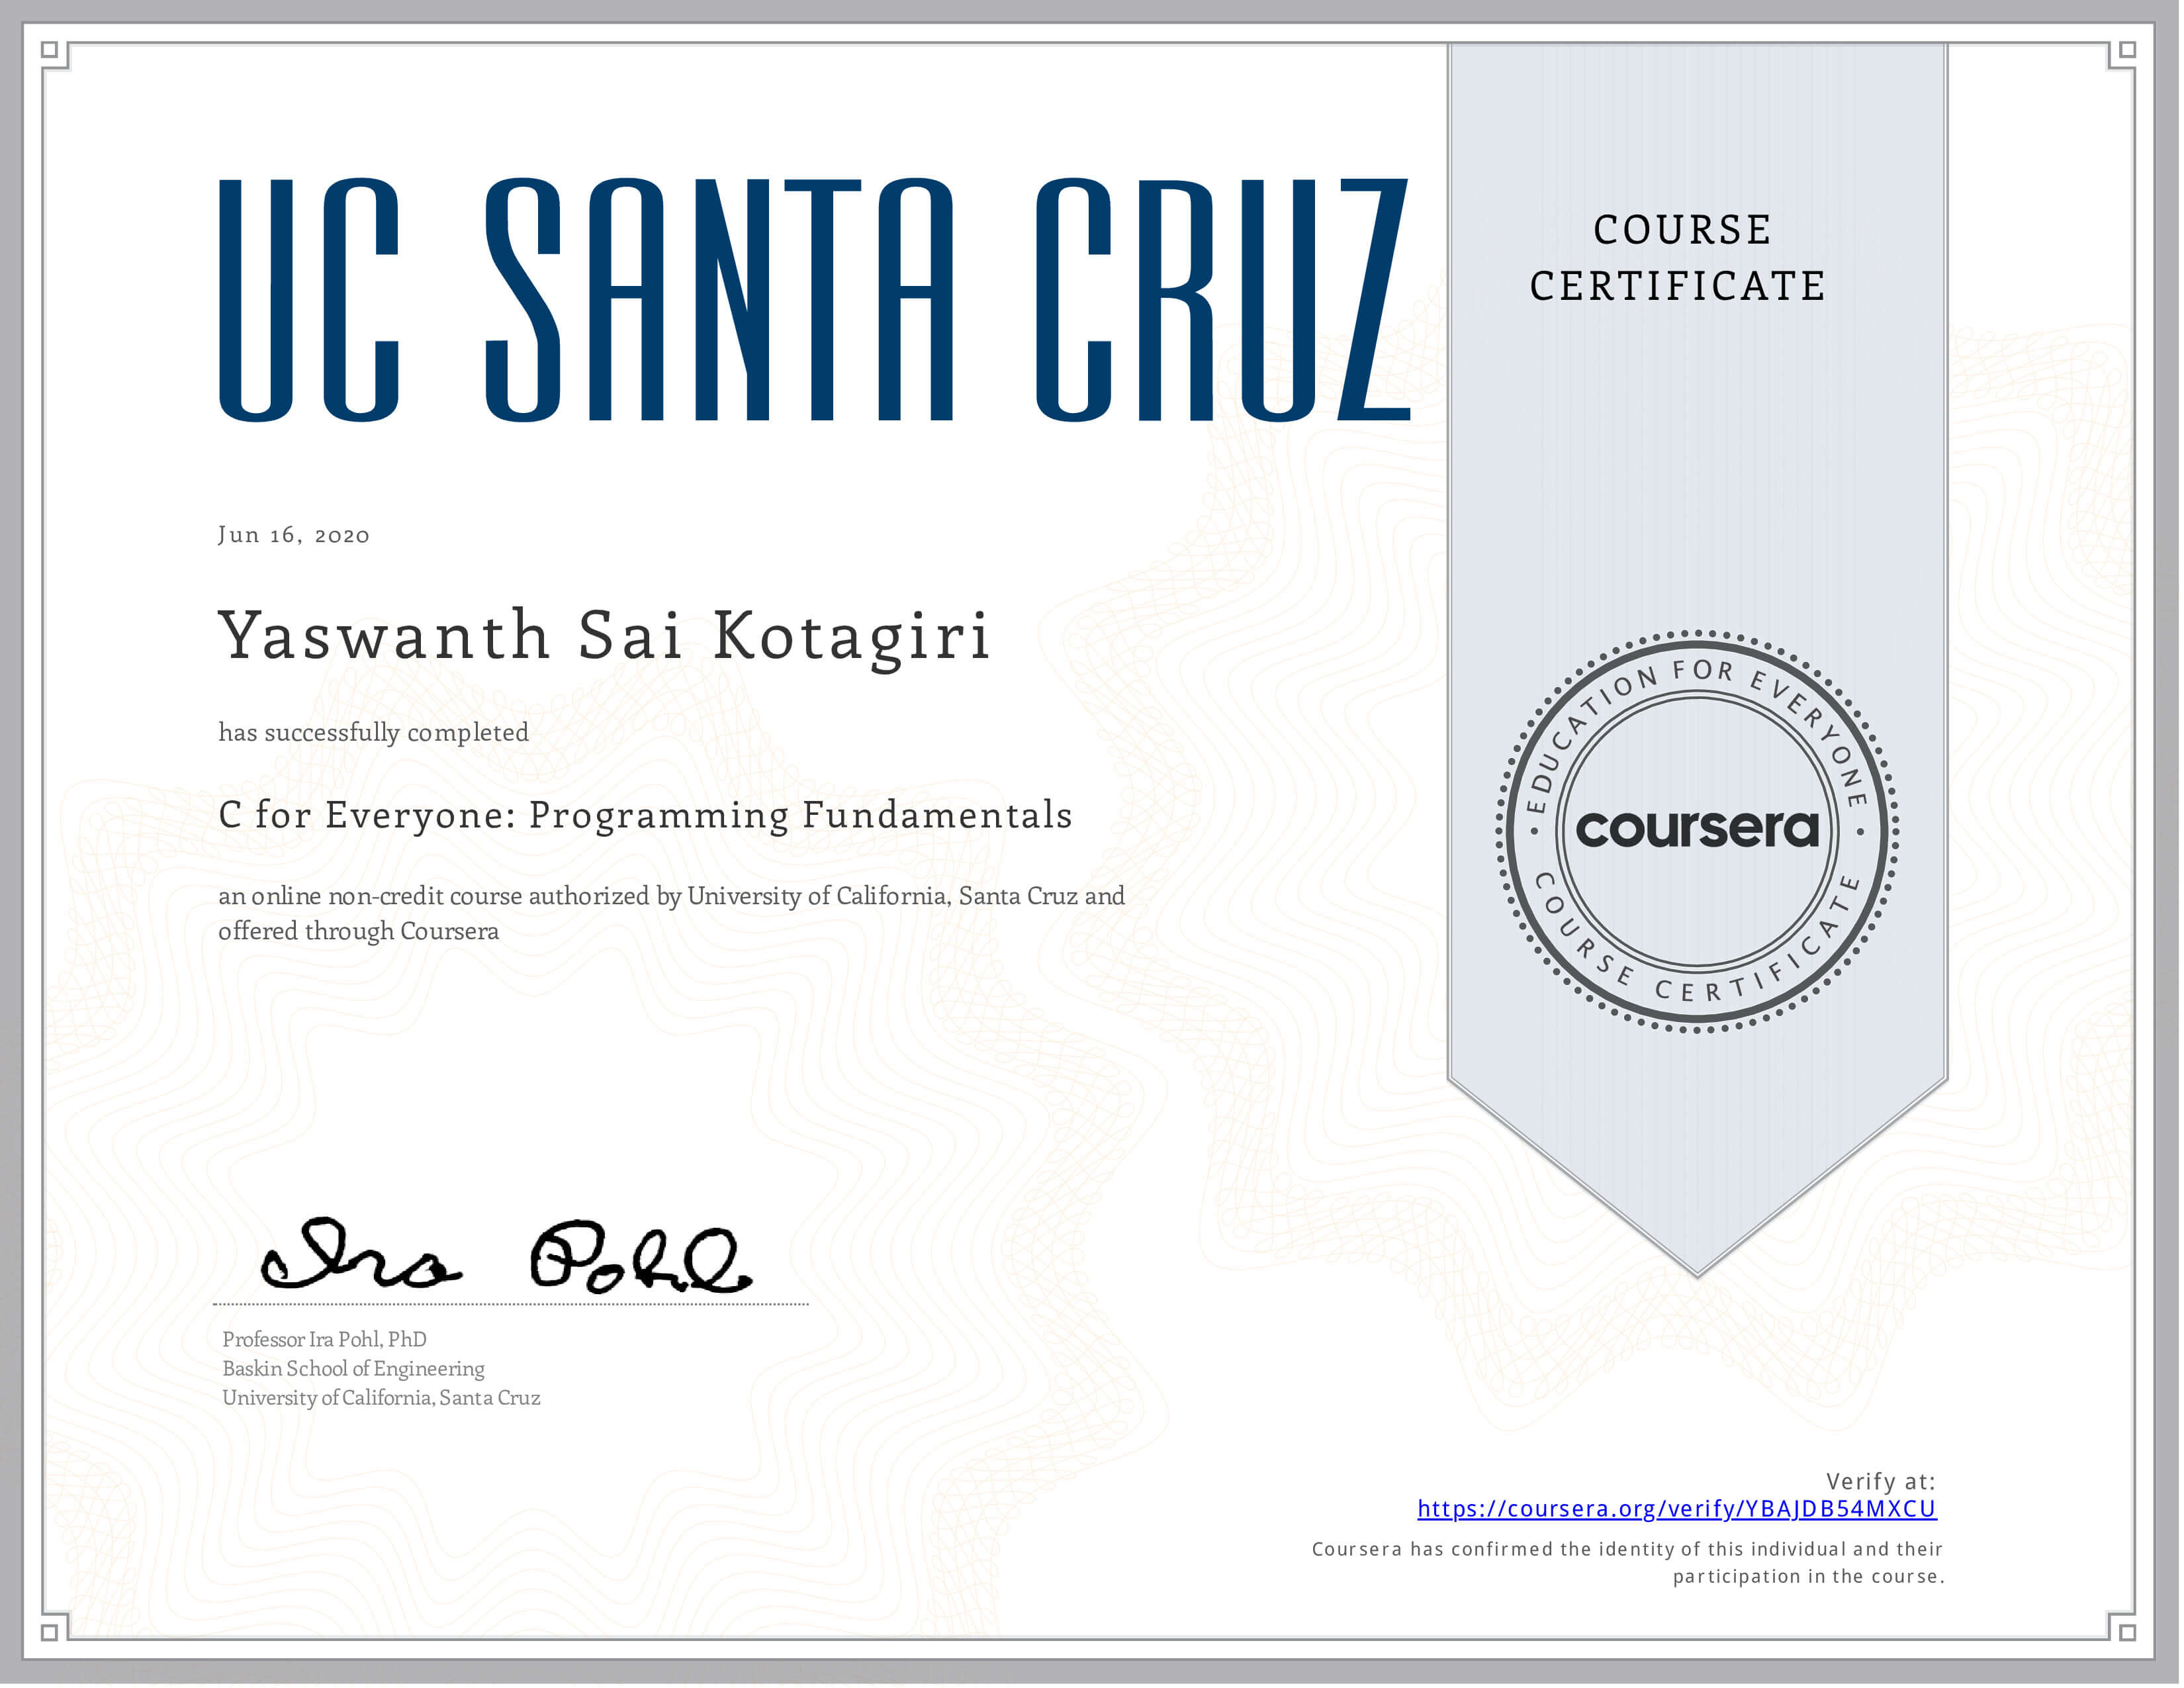 UC SANTA CRUZ
COURSE
CERTIFICATE
Jun 16, 2020
Yaswanth Sai Kotagiri
has successfully completed
C for Everyone: Programming Fundamentals
an online non-credit course authorized by University of California, Santa Cruz and
offered through Coursera
EDUCATION FOR EVERYONE
coursera
COURSE CERTIFICATE
Ira Pohl
Professor Ira Pohl, PhD
Baskin School of Engineering
University of California, Santa Cruz
Verify at:
https://coursera.org/verify/YBAJDB54MXCU
Coursera has confirmed the identity of this individual and their
participation in the course.